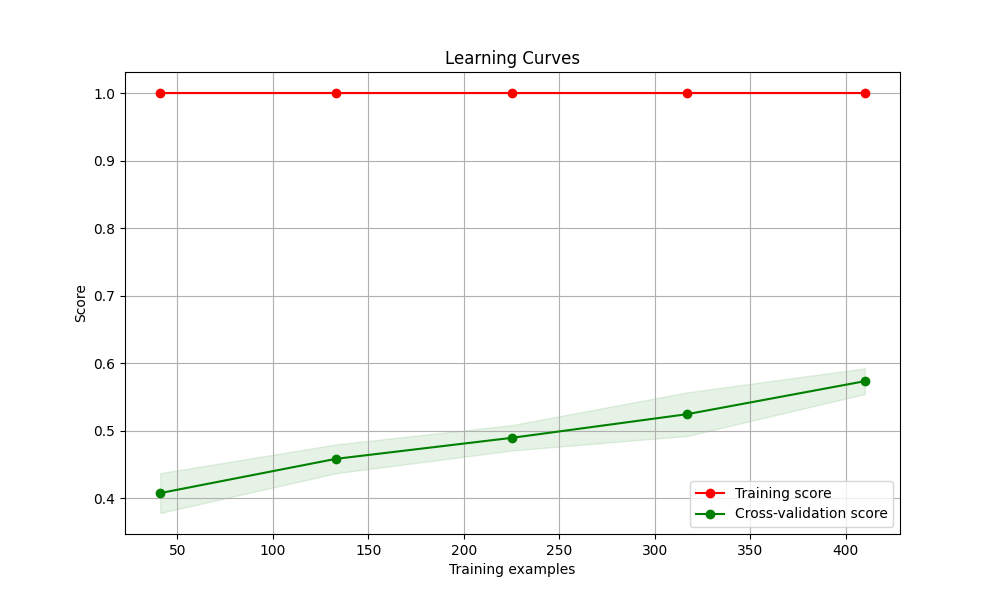 Learning Curves
1.0
0.9
0.8
0.7
0.6
0.5
0.4
Score
50 100 150 200 250 300 350 400
Training examples
Training score
Cross-validation score